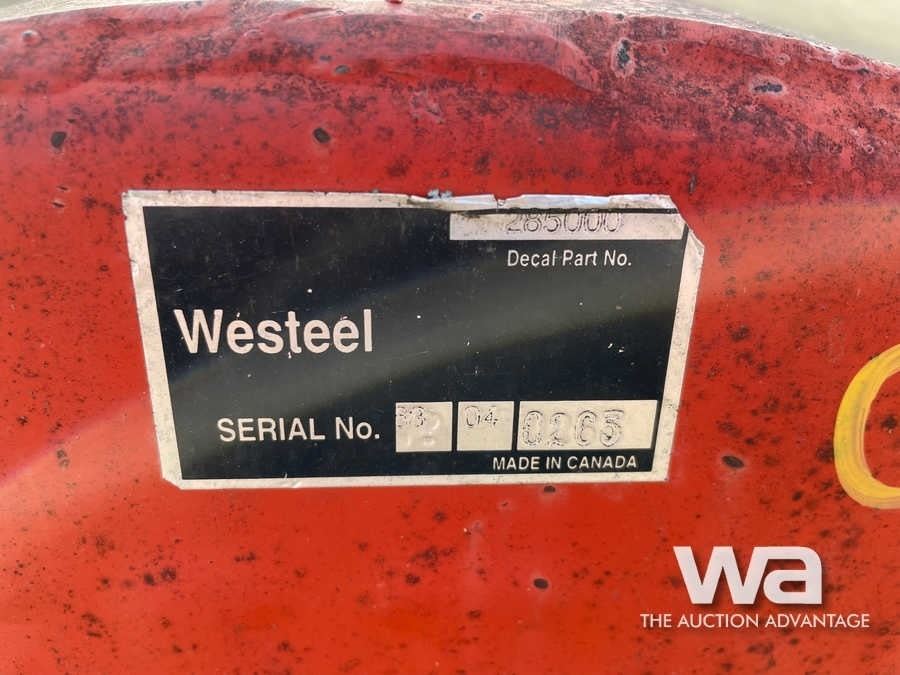 285000
Decal Part No.
Westeel
SERIAL No. 04 0265
MADE IN CANADA
wa
THE AUCTION ADVANTAGE